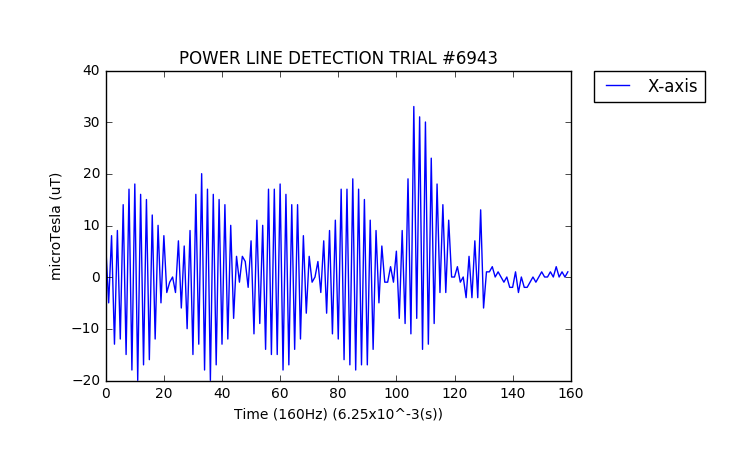 POWER LINE DETECTION TRIAL #6943
X-axis
40
30
20
10
0
−10
−20
microTesla (uT)
0 20 40 60 80 100 120 140 160
Time (160Hz) (6.25x10^-3(s))